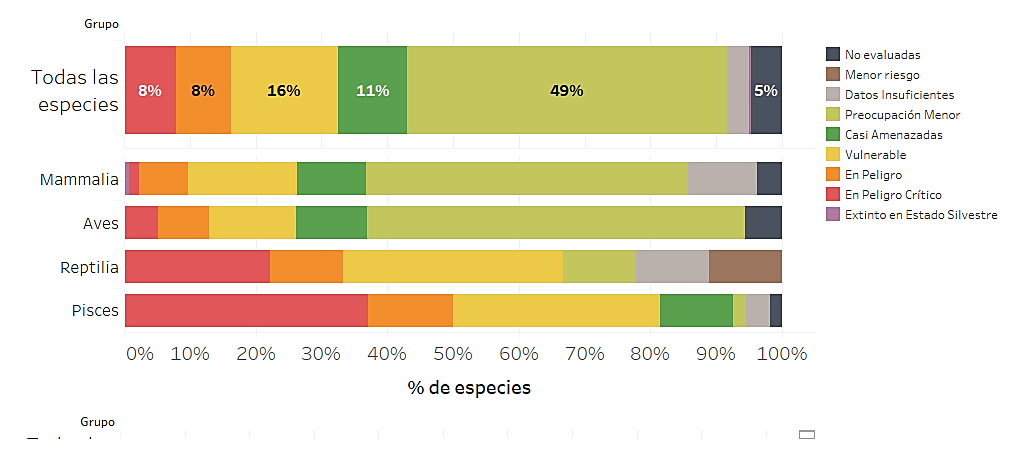 Grupo
Todas las
especies
8% 8% 16% 11% 49% 5%
Mammalia
Aves
Reptilia
Pisces
0% 10% 20% 30% 40% 50% 60% 70% 80% 90% 100%
% de especies
No evaluadas
Menor riesgo
Datos Insuficientes
Preocupación Menor
Casi Amenazadas
Vulnerable
En Peligro
En Peligro Crítico
Extinto en Estado Silvestre
Grupo